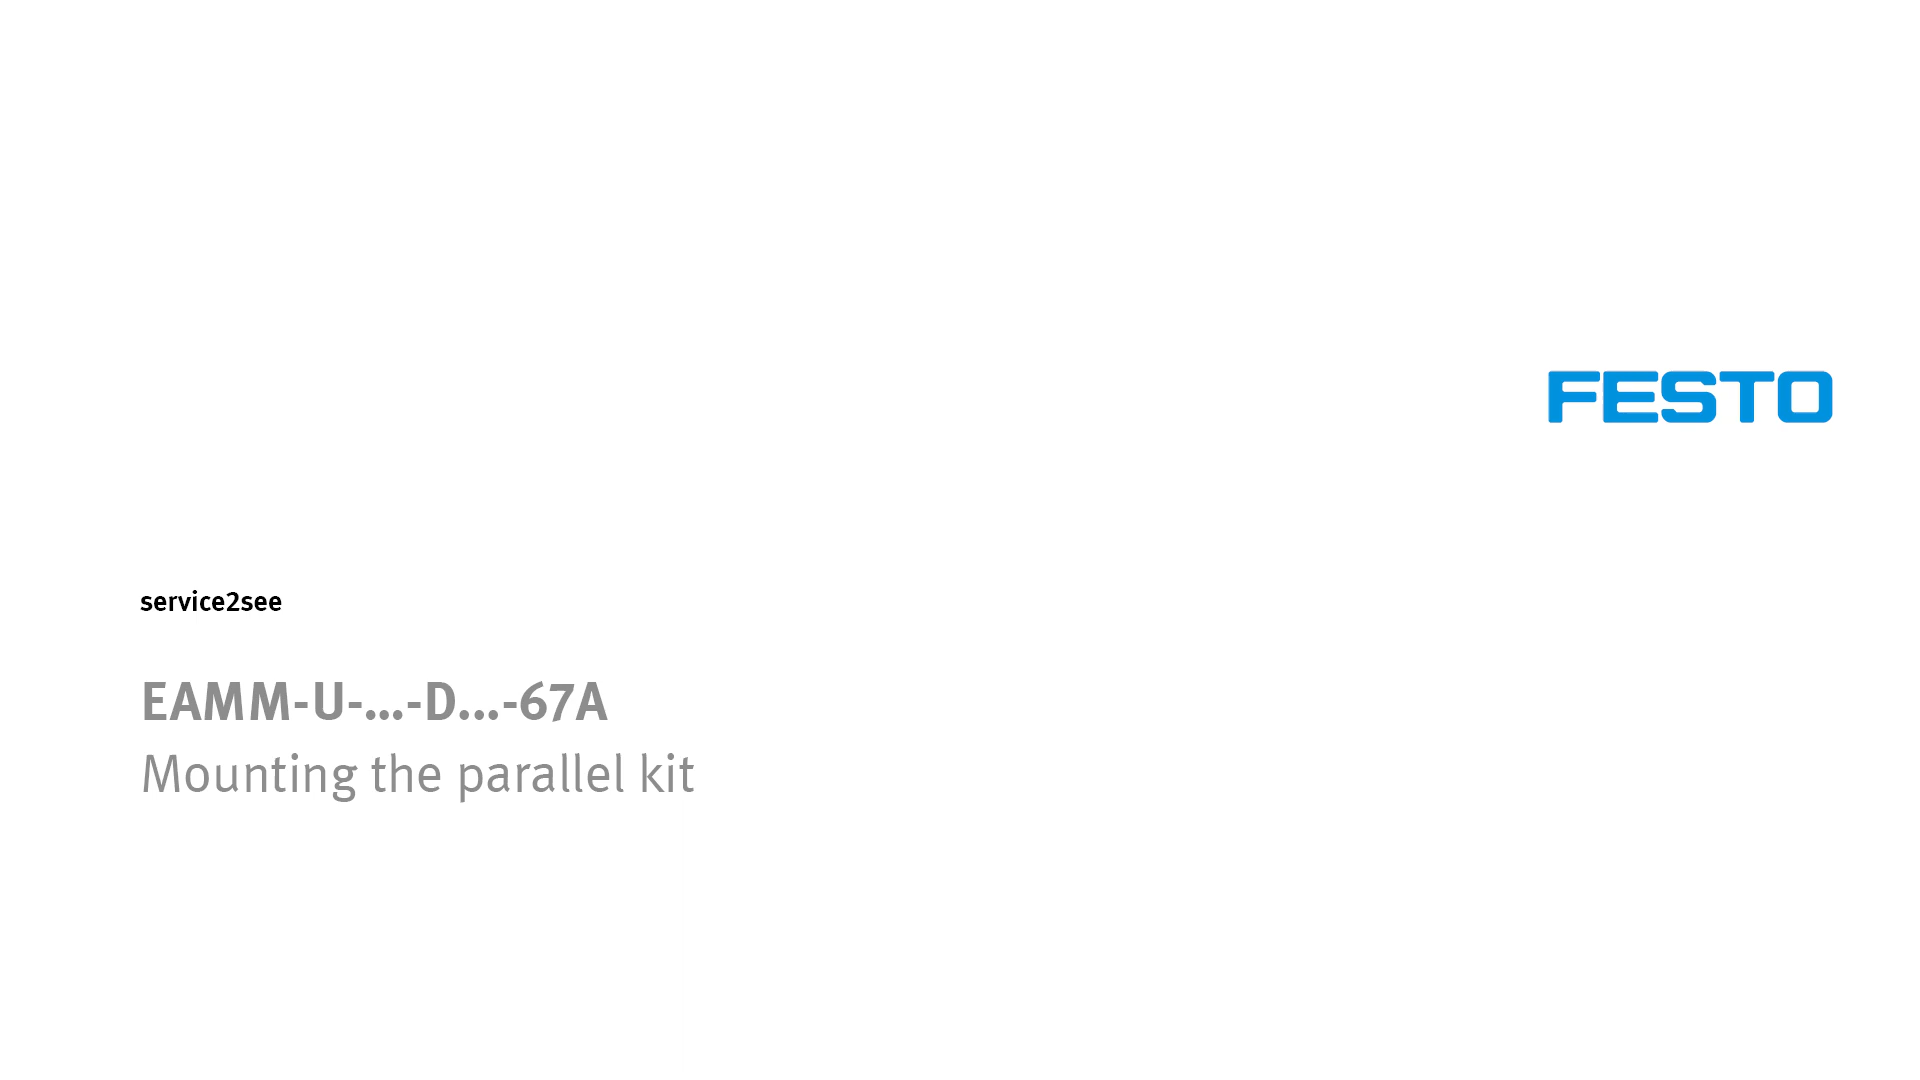 FESTO
service2see
EAMM-U-...-D...-67A
Mounting the parallel kit